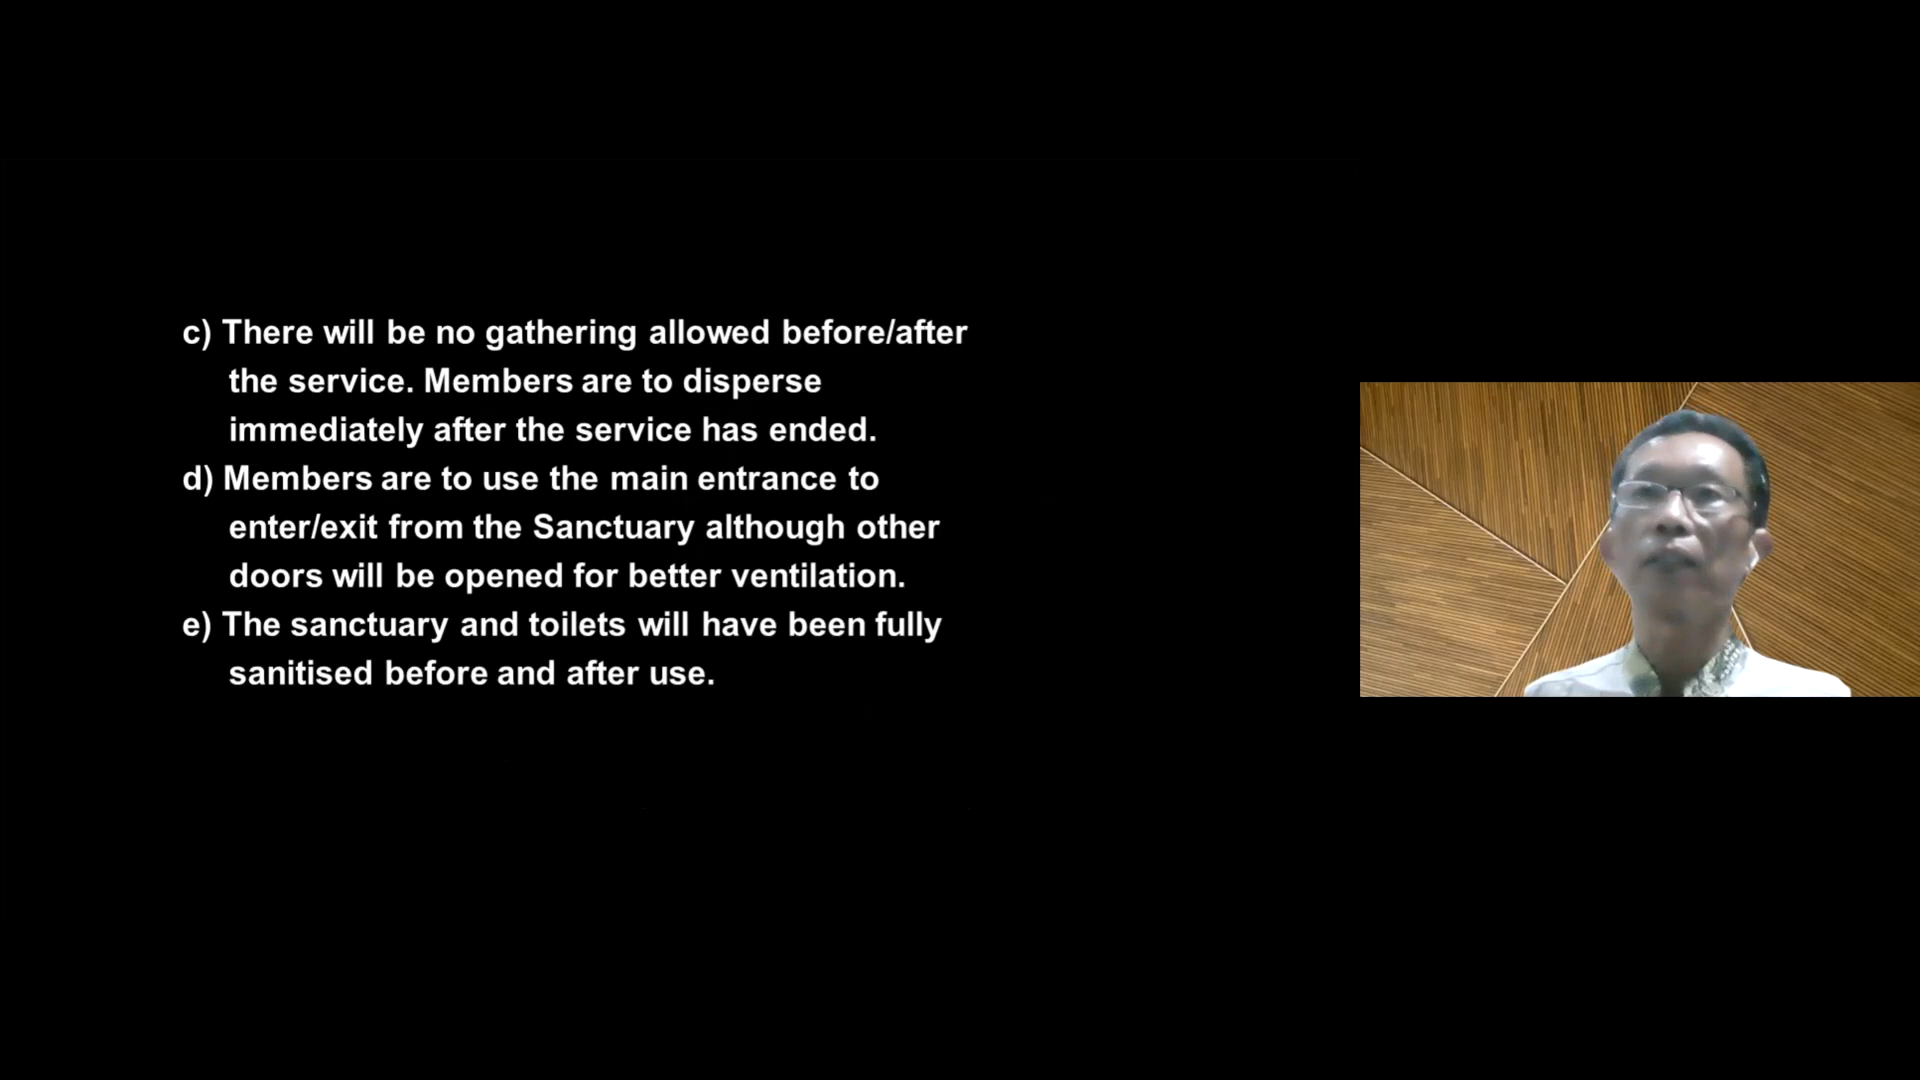 c) There will be no gathering allowed before/after
the service. Members are to disperse
immediately after the service has ended.
d) Members are to use the main entrance to
enter/exit from the Sanctuary although other
doors will be opened for better ventilation.
e) The sanctuary and toilets will have been fully
sanitised before and after use.